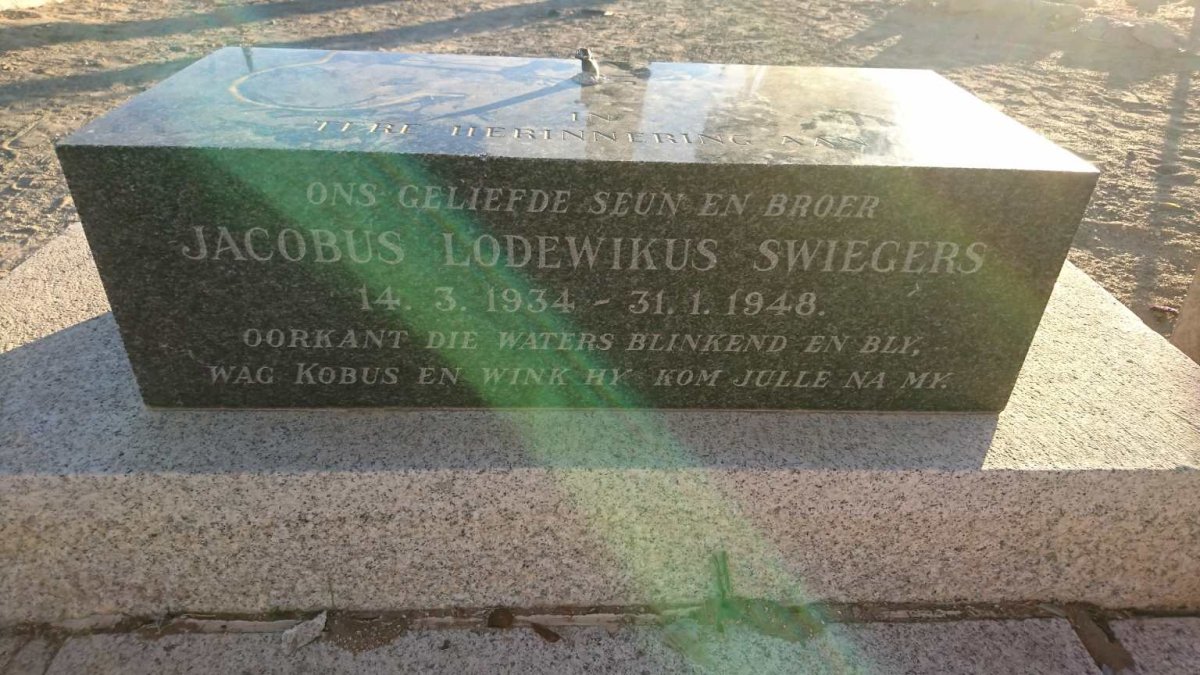 IN
TERE HERINNERING AAN
ONS GELIEFDE SEUN EN BROER
JACOBUS LODEWIKUS SWIEGERS
14. 3. 1934 - 31. 1. 1948.
OORKANT DIE WATERS BLINKEND EN BLY,
WAG KOBUS EN WINK HY KOM JULLE NA MY.